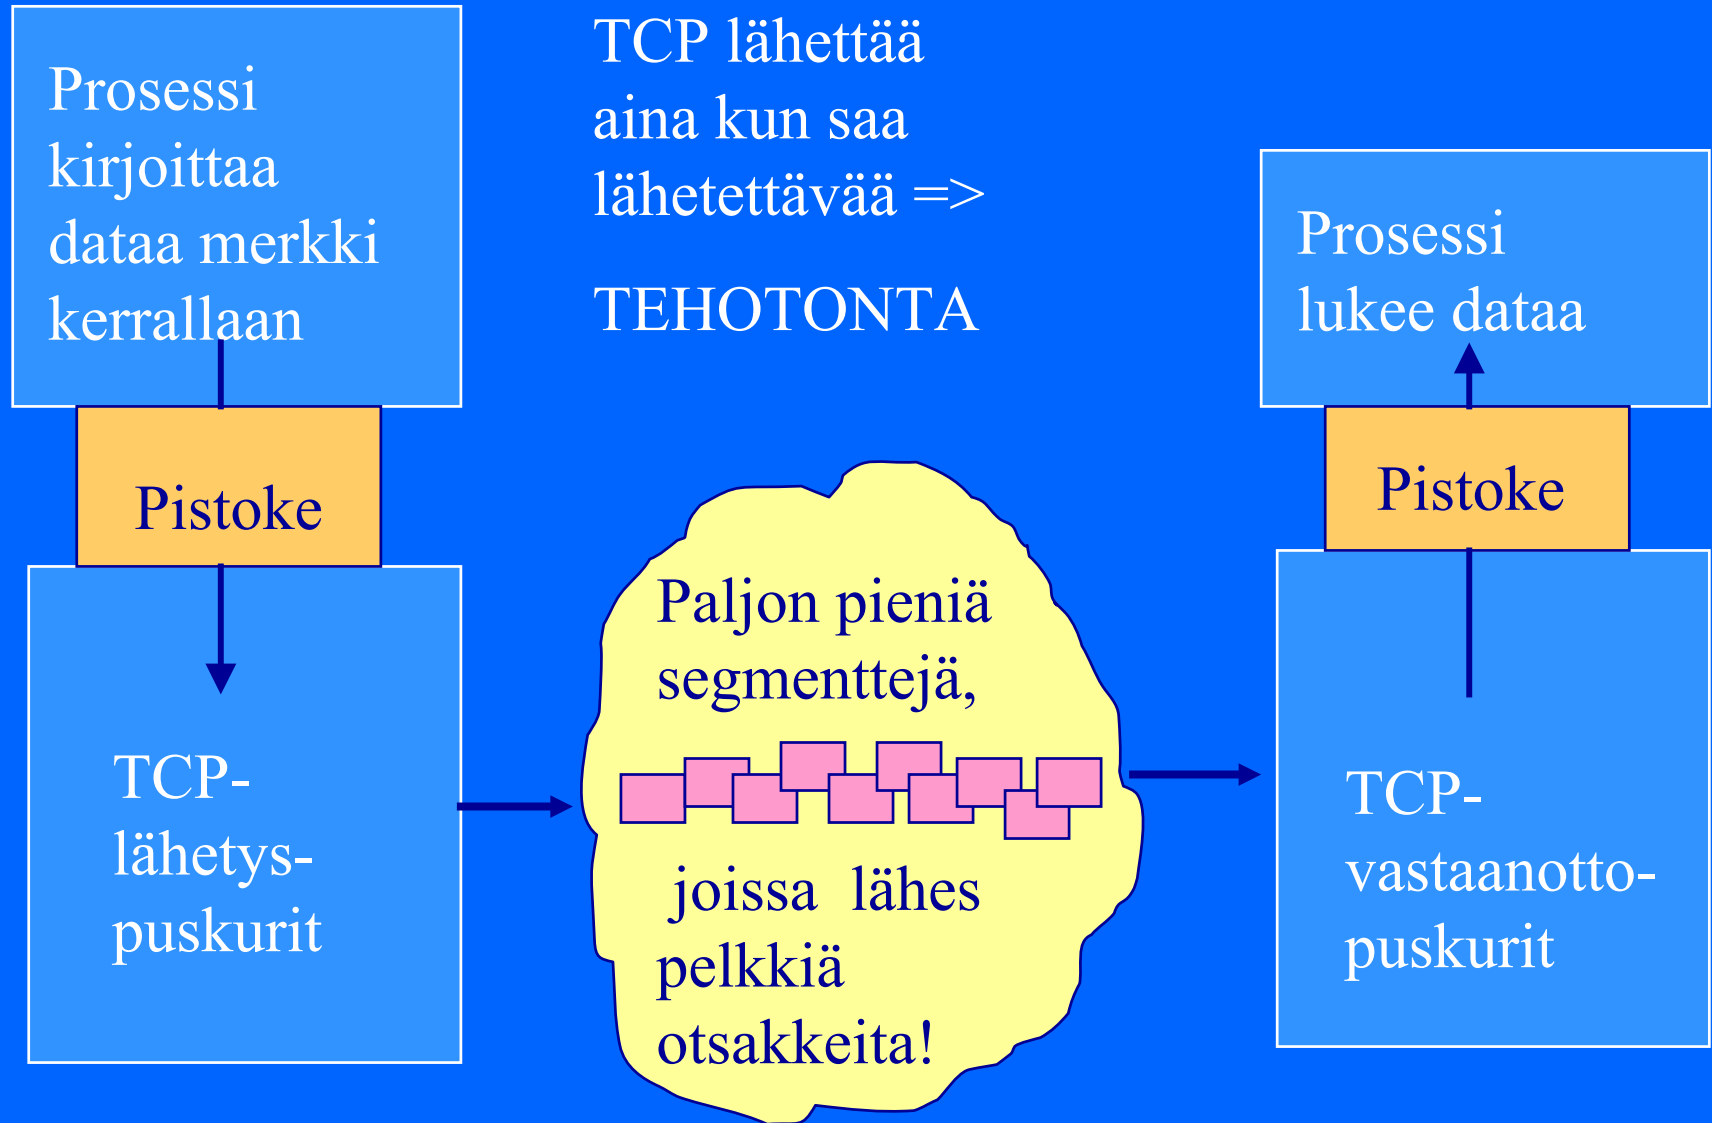 Prosessi
kirjoittaa
dataa merkki
kerrallaan
Pistoke
TCP-
lähetys-
puskurit
TCP lähettää
aina kun saa
lähetettävää =>
TEHOTONTA
Paljon pieniä
segmenttejä,
joissa lähes
pelkkiä
otsakkeita!
Prosessi
lukee dataa
Pistoke
TCP-
vastaanotto-
puskurit